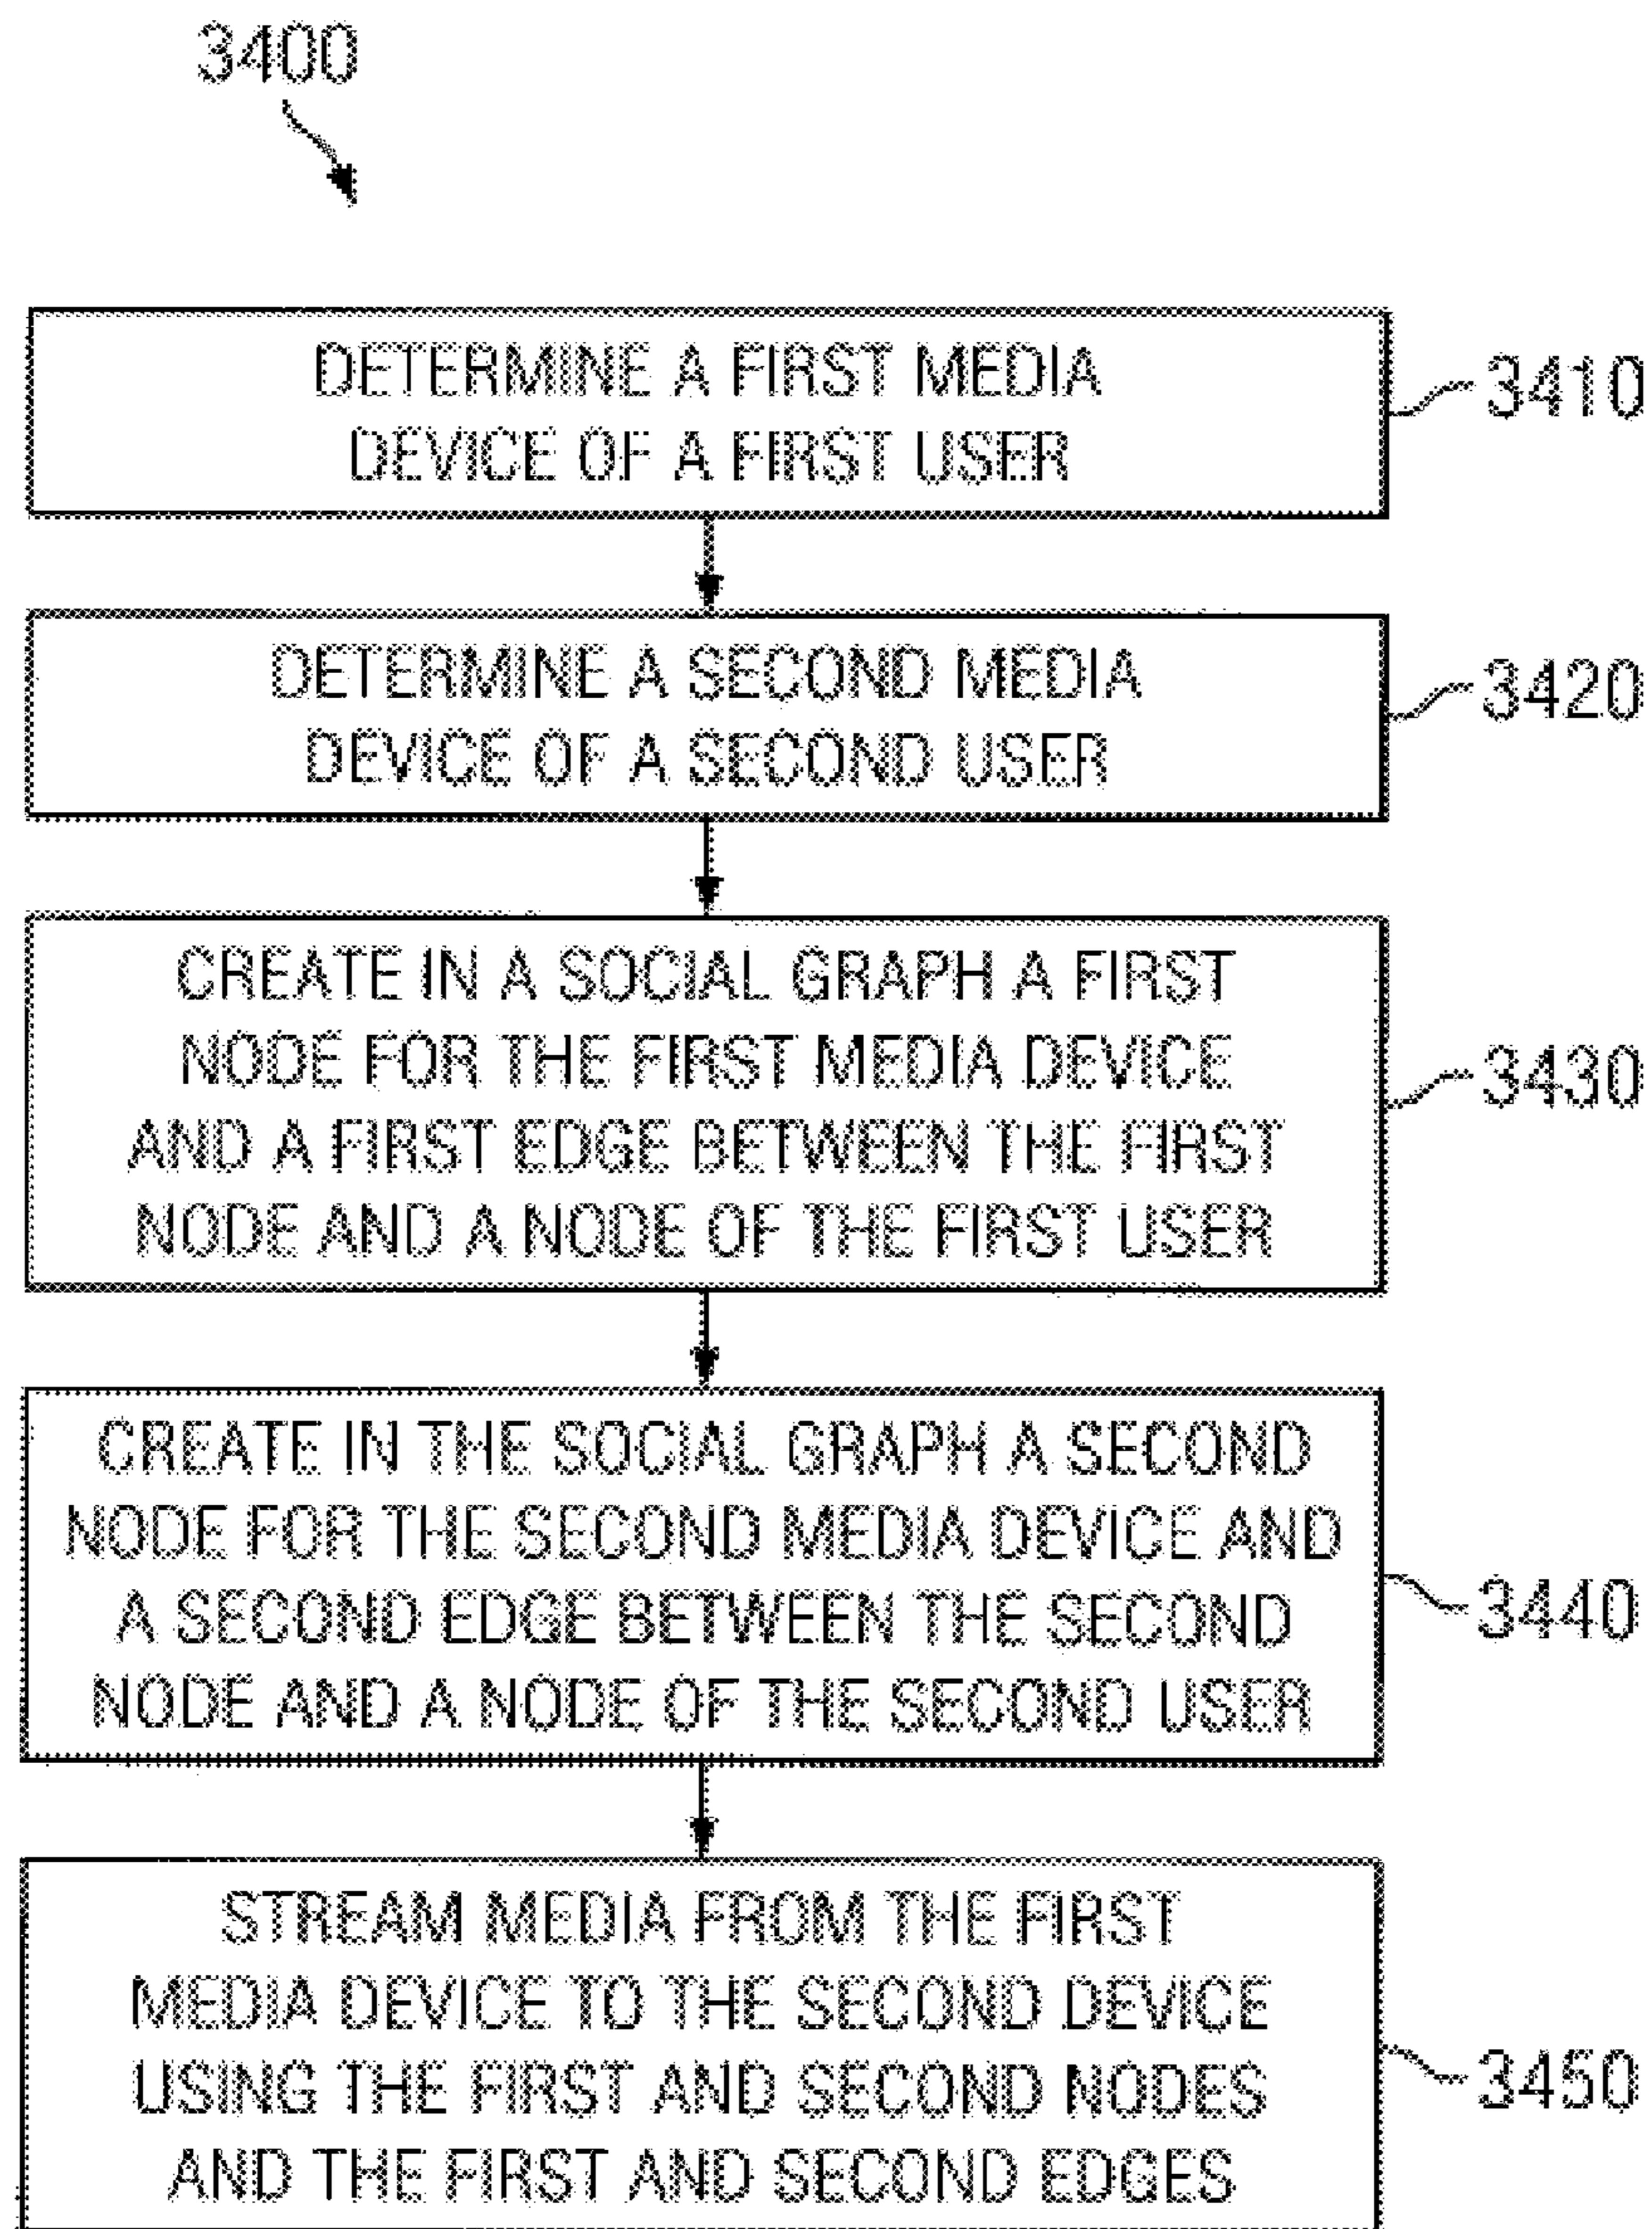 3400
DETERMINE A FIRST MEDIA
DEVICE OF A FIRST USER
3410
DETERMINE A SECOND MEDIA
DEVICE OF A SECOND USER
3420
CREATE IN A SOCIAL GRAPH A FIRST
NODE FOR THE FIRST MEDIA DEVICE
AND A FIRST EDGE BETWEEN THE FIRST
NODE AND A NODE OF THE FIRST USER
3430
CREATE IN THE SOCIAL GRAPH A SECOND
NODE FOR THE SECOND MEDIA DEVICE AND
A SECOND EDGE BETWEEN THE SECOND
NODE AND A NODE OF THE SECOND USER
3440
STREAM MEDIA FROM THE FIRST
MEDIA DEVICE TO THE SECOND DEVICE
USING THE FIRST AND SECOND NODES
AND THE FIRST AND SECOND EDGES
3450